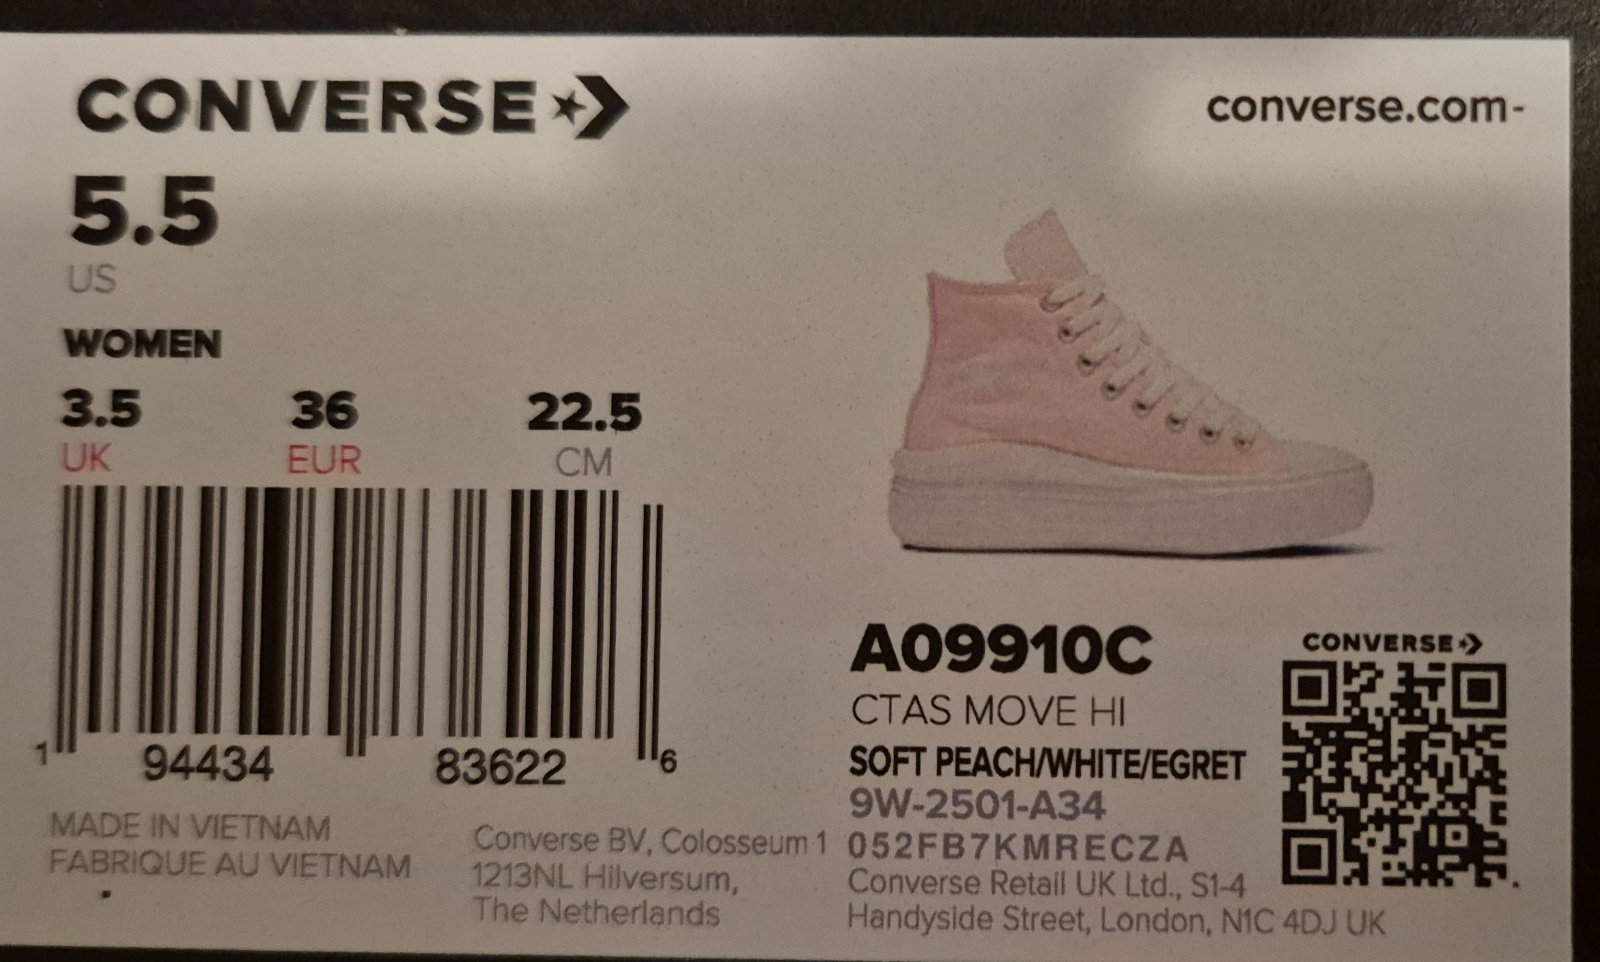 CONVERSE
converse.com-
5.5
US
WOMEN
3.5 36 22.5
UK EUR CM
1 94434 83622 6
MADE IN VIETNAM
FABRIQUE AU VIETNAM
Converse BV, Colosseum 1
1213NL Hilversum,
The Netherlands
A09910C
CTAS MOVE HI
SOFT PEACH/WHITE/EGRET
9W-2501-A34
052FB7KMRECZA
Converse Retail UK Ltd., S1-4
Handyside Street, London, N1C 4DJ UK
CONVERSE